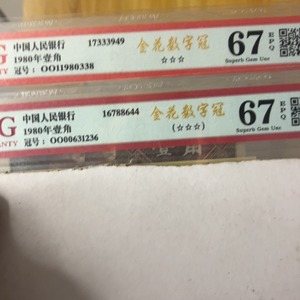 中国人民银行 17333949 金花数字冠 67 EPQ
G 1980年壹角 ☆☆☆ Superb Gem Unc
ANTY 冠号：OO11980338
中国人民银行 16788644 金花数字冠 67 EPQ
G 1980年壹角 (☆☆☆) Superb Gem Unc
ANTY 冠号：OO00631236